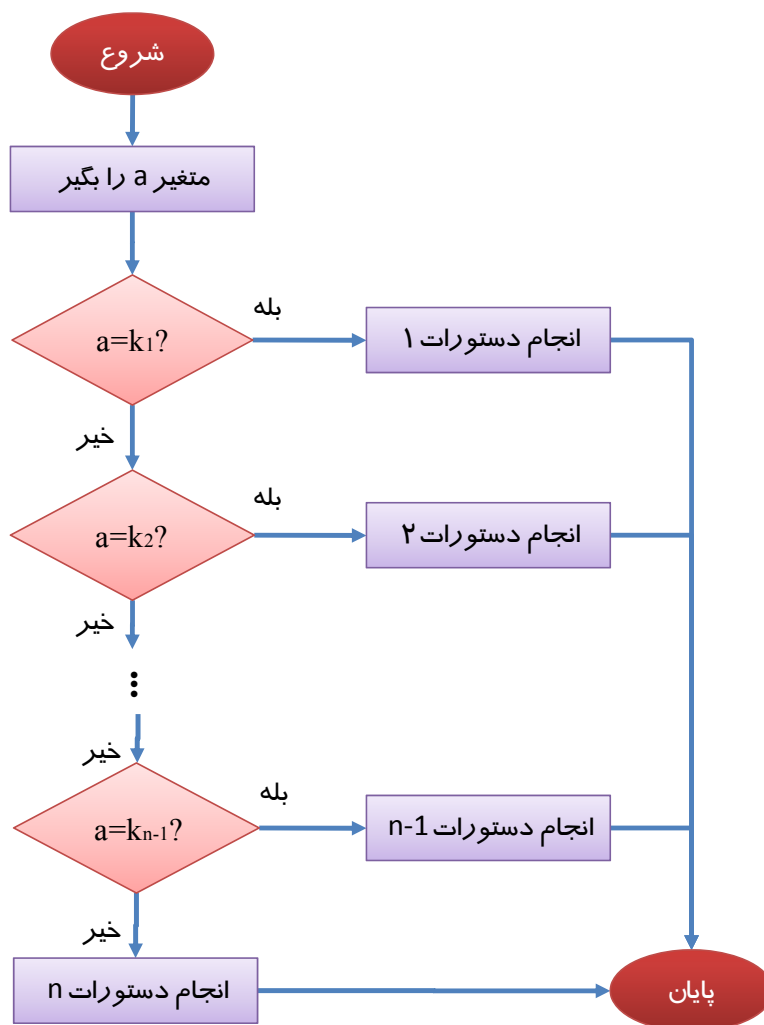 شروع
متغیر a را بگیر
a=k1?
بله
انجام دستورات ۱
خیر
a=k2?
بله
انجام دستورات ۲
خیر
...
خیر
a=kn-1?
بله
انجام دستورات n-1
خیر
انجام دستورات n
پایان